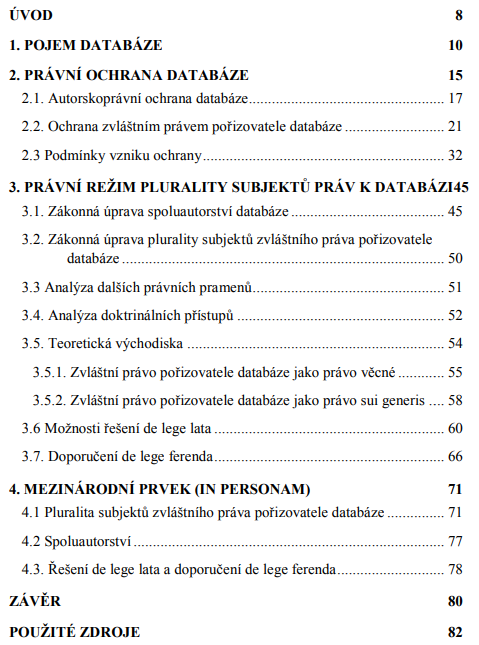 ÚVOD 8
1. POJEM DATABÁZE 10
2. PRÁVNÍ OCHRANA DATABÁZE 15
2.1. Autorskoprávní ochrana databáze 17
2.2. Ochrana zvláštním právem pořizovatele databáze 21
2.3 Podmínky vzniku ochrany 32
3. PRÁVNÍ REŽIM PLURALITY SUBJEKTŮ PRÁV K DATABÁZI45
3.1. Zákonná úprava spoluautorství databáze 45
3.2. Zákonná úprava plurality subjektů zvláštního práva pořizovatele
databáze 50
3.3 Analýza dalších právních pramenů 51
3.4. Analýza doktrinálních přístupů 52
3.5. Teoretická východiska 54
3.5.1. Zvláštní právo pořizovatele databáze jako právo věcné 55
3.5.2. Zvláštní právo pořizovatele databáze jako právo sui generis 58
3.6 Možnosti řešení de lege lata 60
3.7. Doporučení de lege ferenda 66
4. MEZINÁRODNÍ PRVEK (IN PERSONAM) 71
4.1 Pluralita subjektů zvláštního práva pořizovatele databáze 71
4.2 Spoluautorství 77
4.3. Řešení de lege lata a doporučení de lege ferenda 78
ZÁVĚR 80
POUŽITÉ ZDROJE 82